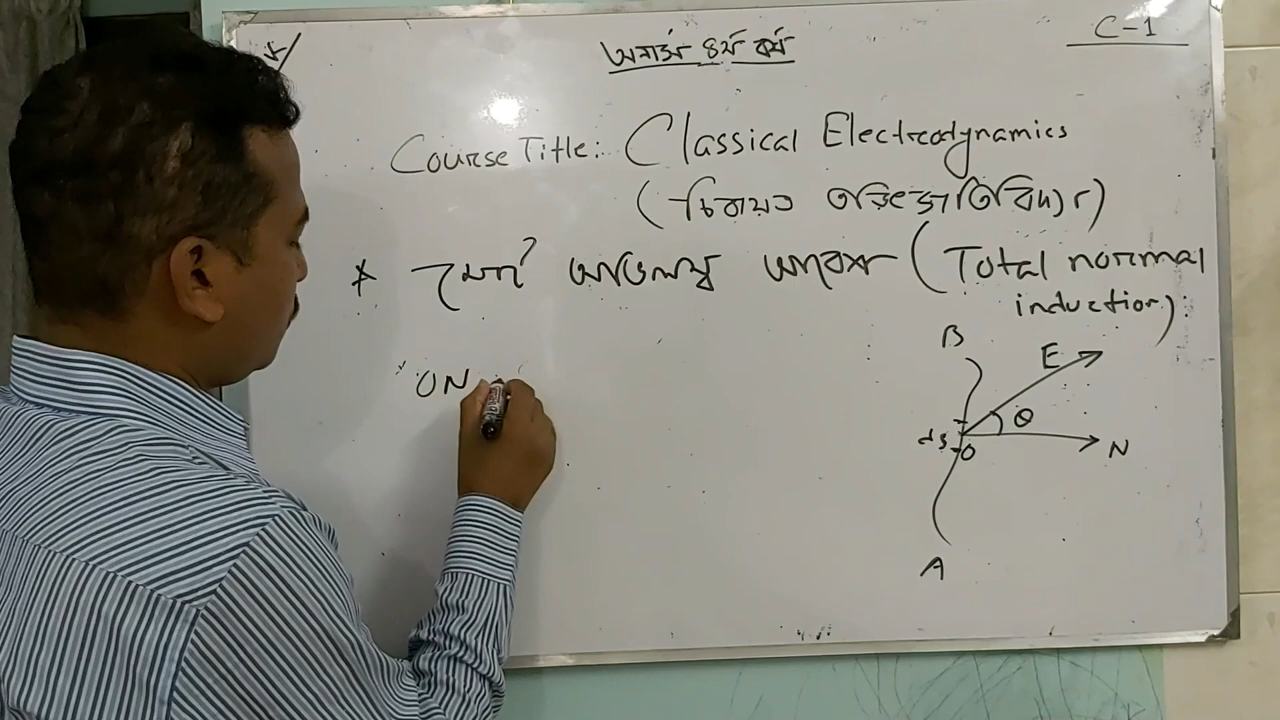 অনার্স ৪র্থ বর্ষ
C-1
Course Title: Classical Electrodynamics
(চিরায়ত তড়িৎগতিবিদ্যা)
* মোট অভিলম্ব আবেশ (Total normal
induction):
ON
B
E
θ
ds
O
N
A